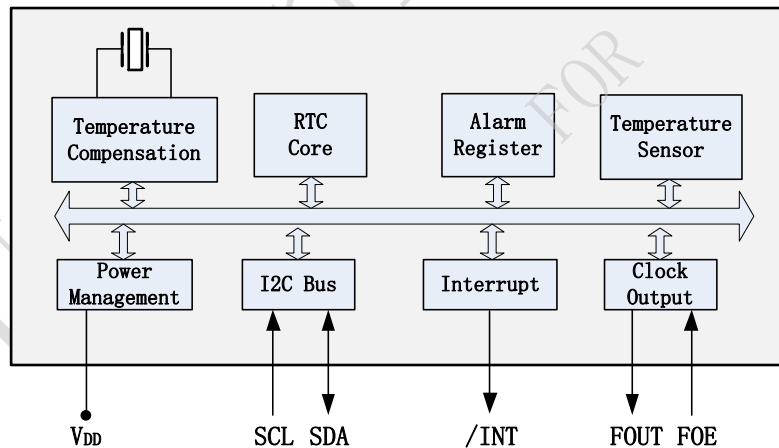 FOR
Temperature
Compensation
RTC
Core
Alarm
Register
Temperature
Sensor
Power
Management
I2C Bus
Interrupt
Clock
Output
VDD
SCL SDA
/INT
FOUT FOE